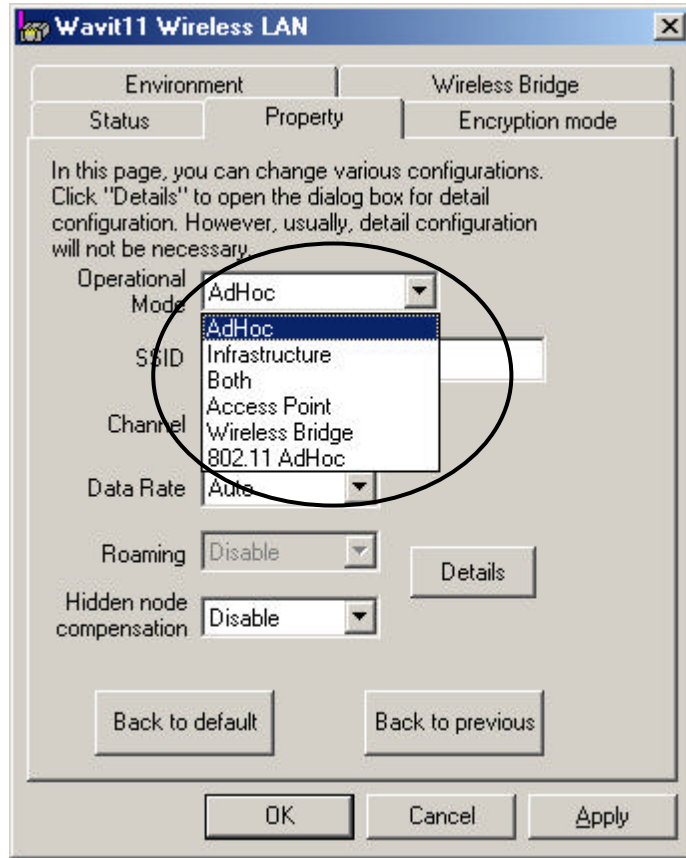 Wavit11 Wireless LAN
Environment
Wireless Bridge
Status
Property
Encryption mode
In this page, you can change various configurations.
Click "Details" to open the dialog box for detail
configuration. However, usually, detail configuration
will not be necessary.
Operational
Mode
AdHoc
AdHoc
Infrastructure
Both
Access Point
Wireless Bridge
802.11 AdHoc
SSID
Channel
Data Rate
Auto
Roaming
Disable
Details
Hidden node
compensation
Disable
Back to default
Back to previous
OK
Cancel
Apply